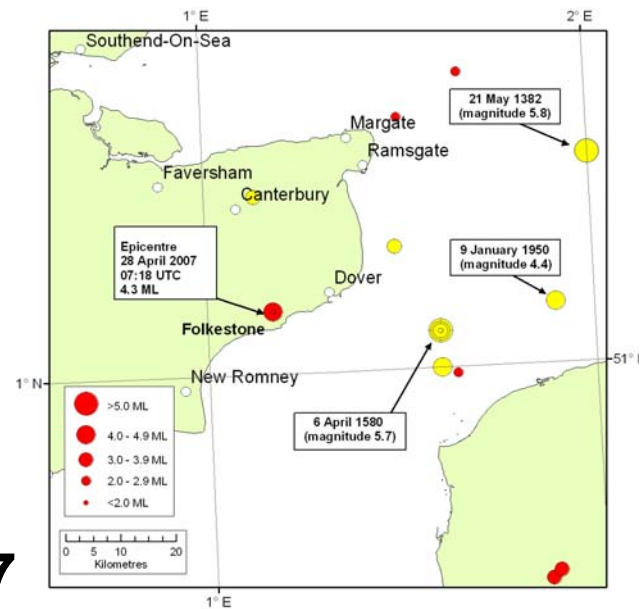 1° E
2° E
Southend-On-Sea
21 May 1382
(magnitude 5.8)
Margate
Ramsgate
Faversham
Canterbury
Epicentre
28 April 2007
07:18 UTC
4.3 ML
9 January 1950
(magnitude 4.4)
Dover
Folkestone
51°
1° N
New Romney
>5.0 ML
4.0 - 4.9 ML
3.0 - 3.9 ML
2.0 - 2.9 ML
<2.0 ML
6 April 1580
(magnitude 5.7)
0 5 10 20
Kilometres
7
1° E